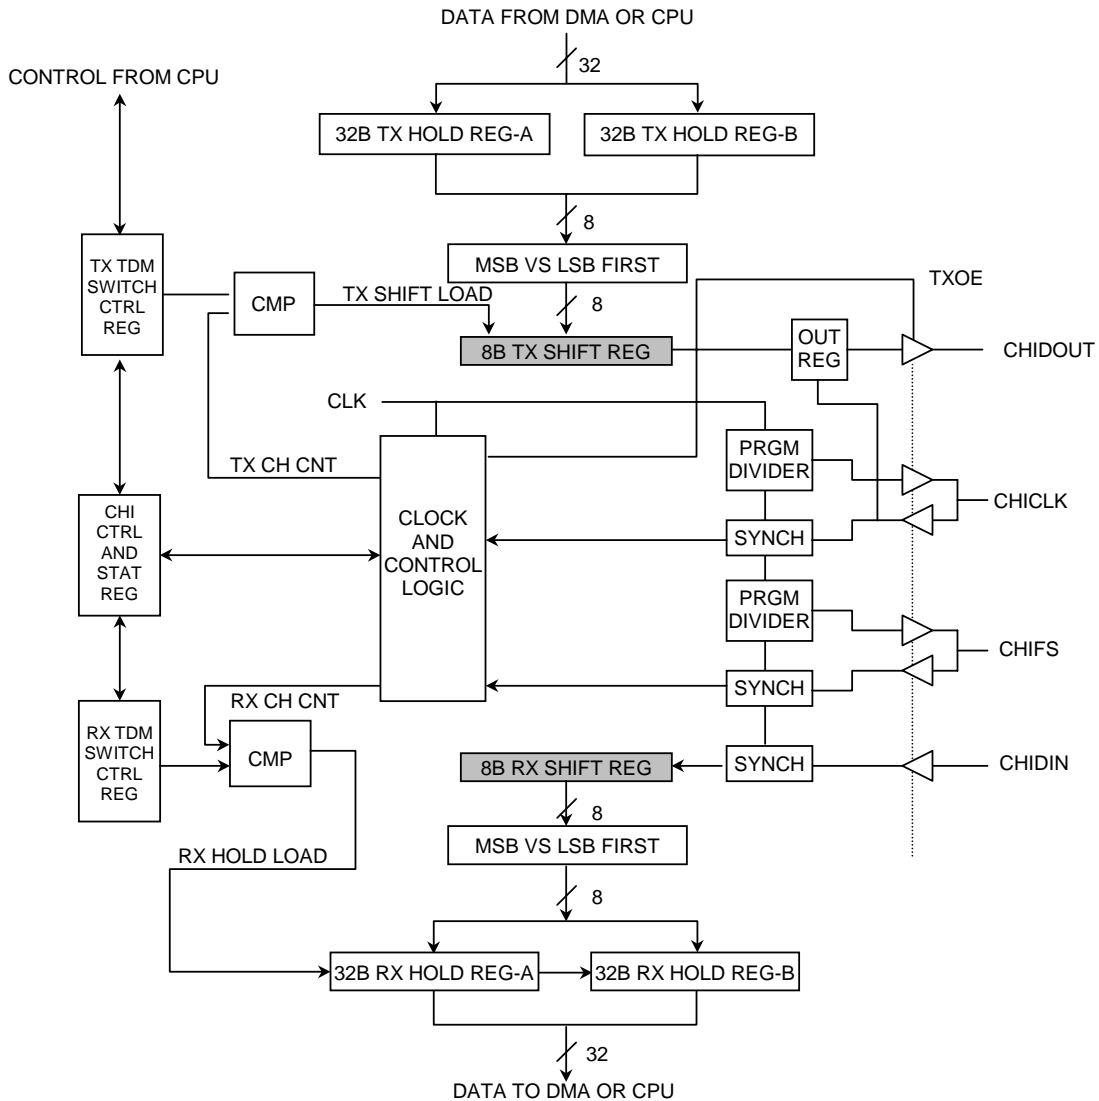 DATA FROM DMA OR CPU
32
CONTROL FROM CPU
32B TX HOLD REG-A
32B TX HOLD REG-B
8
TX TDM
SWITCH
CTRL
REG
MSB VS LSB FIRST
TXOE
CMP
TX SHIFT LOAD
8
8B TX SHIFT REG
OUT
REG
CHIDOUT
CLK
TX CH CNT
PRGM
DIVIDER
CHICLK
CHI
CTRL
AND
STAT
REG
CLOCK
AND
CONTROL
LOGIC
SYNCH
PRGM
DIVIDER
CHIFS
SYNCH
RX CH CNT
RX TDM
SWITCH
CTRL
REG
CMP
8B RX SHIFT REG
SYNCH
CHIDIN
8
MSB VS LSB FIRST
RX HOLD LOAD
8
32B RX HOLD REG-A
32B RX HOLD REG-B
32
DATA TO DMA OR CPU